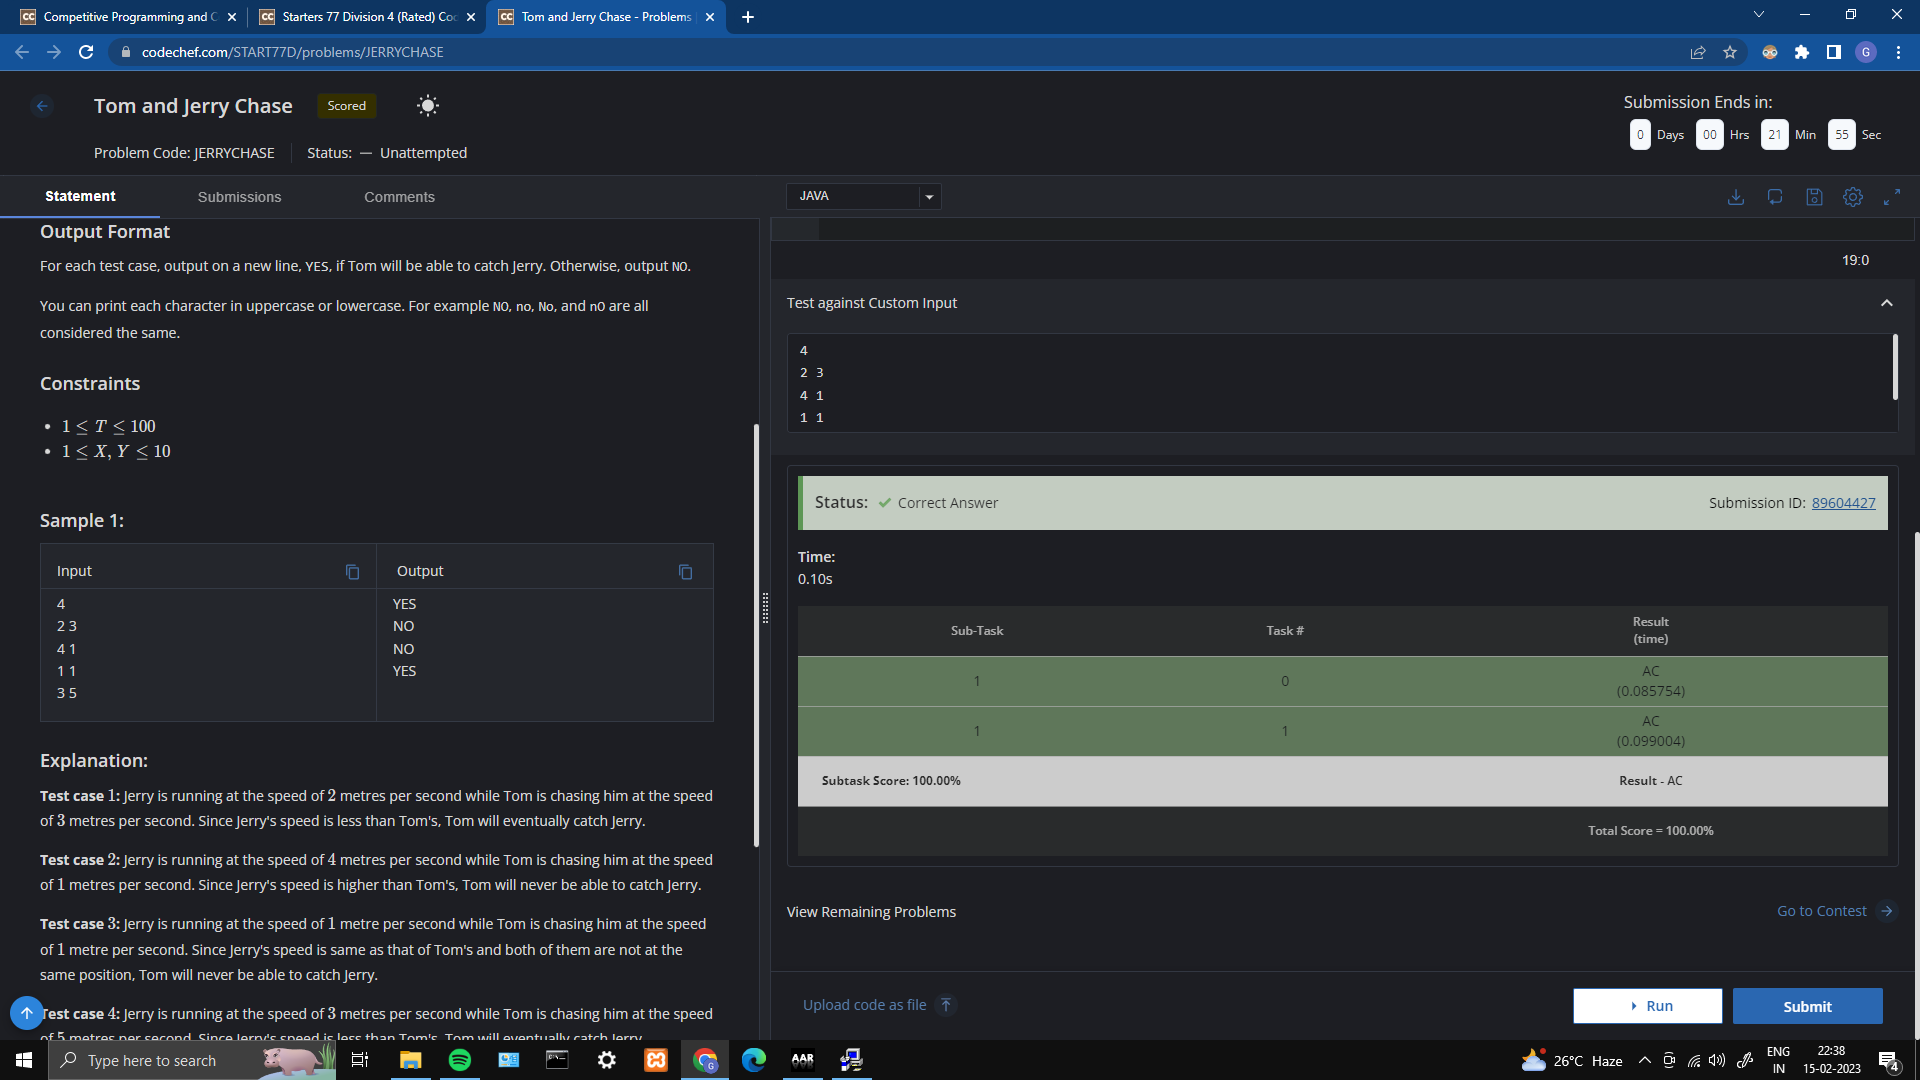 Competitive Programming and C
Starters 77 Division 4 (Rated) Coc
Tom and Jerry Chase - Problems
codechef.com/START77D/problems/JERRYCHASE
G
Tom and Jerry Chase
Scored
Submission Ends in:
0 Days 00 Hrs 21 Min 55 Sec
Problem Code: JERRYCHASE
Status: — Unattempted
Statement
Submissions
Comments
Output Format
For each test case, output on a new line, YES, if Tom will be able to catch Jerry. Otherwise, output NO.
You can print each character in uppercase or lowercase. For example NO, no, No, and nO are all
considered the same.
Constraints
• 1 ≤ T ≤ 100
• 1 ≤ X, Y ≤ 10
Sample 1:
Input
Output
4
2 3
4 1
1 1
3 5
YES
NO
NO
YES
Explanation:
Test case 1: Jerry is running at the speed of 2 metres per second while Tom is chasing him at the speed
of 3 metres per second. Since Jerry's speed is less than Tom's, Tom will eventually catch Jerry.
Test case 2: Jerry is running at the speed of 4 metres per second while Tom is chasing him at the speed
of 1 metres per second. Since Jerry's speed is higher than Tom's, Tom will never be able to catch Jerry.
Test case 3: Jerry is running at the speed of 1 metre per second while Tom is chasing him at the speed
of 1 metre per second. Since Jerry's speed is same as that of Tom's and both of them are not at the
same position, Tom will never be able to catch Jerry.
Test case 4: Jerry is running at the speed of 3 metres per second while Tom is chasing him at the speed
of 5 metres per second. Since Jerry's speed is less than Tom's, Tom will eventually catch Jerry.
JAVA
19:0
Test against Custom Input
4
2 3
4 1
1 1
Status: ✓ Correct Answer
Submission ID: 89604427
Time:
0.10s
Sub-Task
Task #
Result
(time)
1
0
AC
(0.085754)
1
1
AC
(0.099004)
Subtask Score: 100.00%
Result - AC
Total Score = 100.00%
View Remaining Problems
Go to Contest
Upload code as file
Run
Submit
Type here to search
AAR
26°C Haze
ENG
IN
22:38
15-02-2023
4